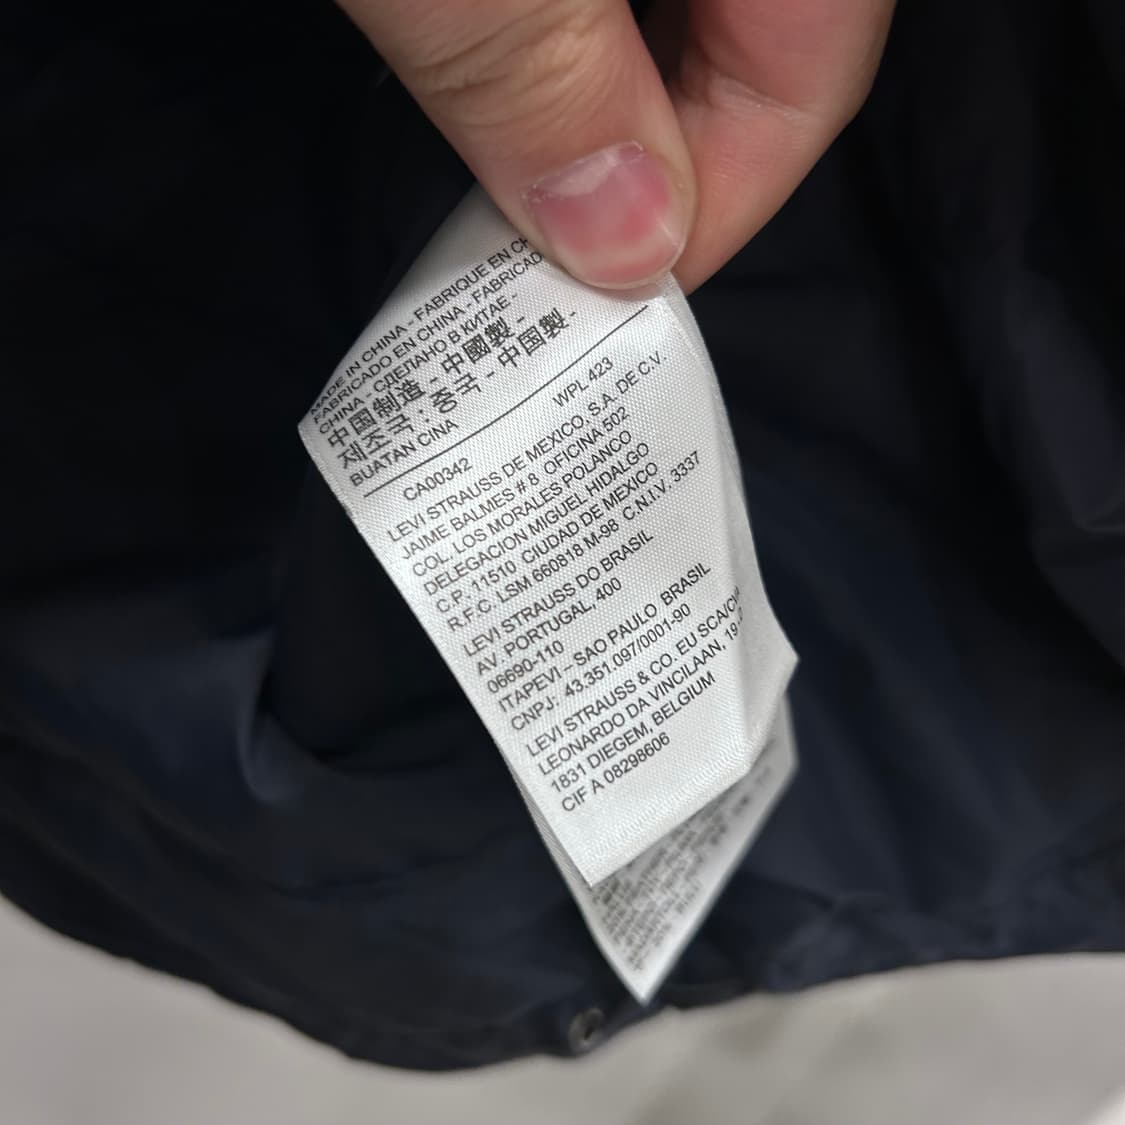 MADE IN CHINA - FABRIQUE EN CH
FABRICADO EN CHINA - FABRICAD
CHINA - СДЕЛАНО В КИТАЕ -
中国制造 - 中國製 -
제조국 : 중국 - 中国製 -
BUATAN CINA
CA00342 WPL 423
LEVI STRAUSS DE MEXICO, S.A. DE C.V.
JAIME BALMES # 8 OFICINA 502
COL. LOS MORALES POLANCO
DELEGACION MIGUEL HIDALGO
C.P. 11510 CIUDAD DE MEXICO
R.F.C. LSM 660818 M-98 C.N.I.V. 3337
LEVI STRAUSS DO BRASIL
AV. PORTUGAL, 400
06690-110
ITAPEVI – SAO PAULO BRASIL
CNPJ: 43.351.097/0001-90
LEVI STRAUSS & CO. EU SCA/CV
LEONARDO DA VINCILAAN, 19
1831 DIEGEM, BELGIUM
CIF A 08298606